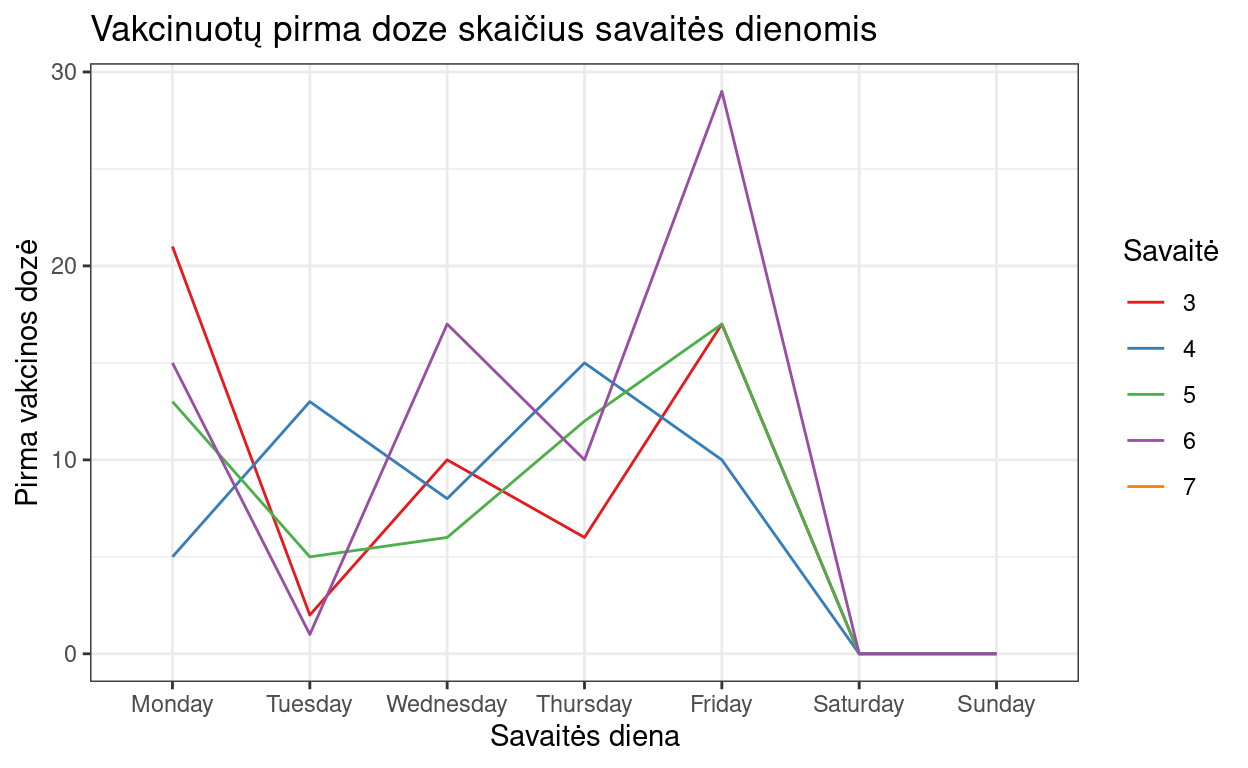 Vakcinuotų pirma doze skaičius savaitės dienomis
Pirma vakcinos dozė
30
20
10
0
Monday Tuesday Wednesday Thursday Friday Saturday Sunday
Savaitės diena
Savaitė
3
4
5
6
7